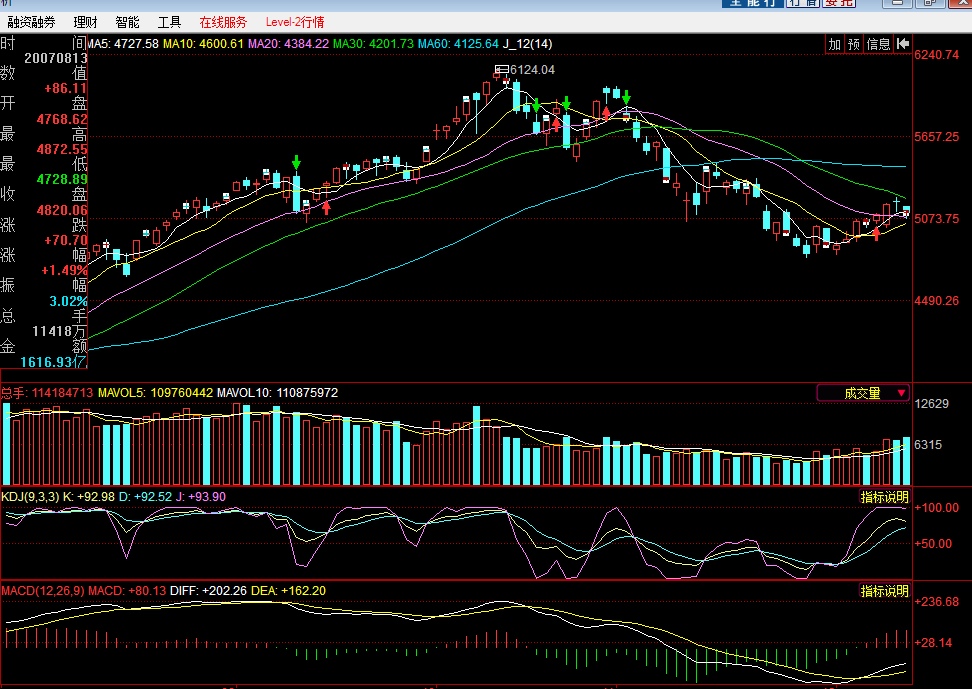 全能行 行情 委托
融资融券 理财 智能 工具 在线服务 Level-2行情
时间 MA5: 4727.58 MA10: 4600.61 MA20: 4384.22 MA30: 4201.73 MA60: 4125.64 J_12(14) 加 预 信息
20070813
数值
+86.11
开盘
4768.62
最高
4872.55
最低
4728.89
收盘
4820.06
涨跌
+70.70
涨幅
+1.49%
振幅
3.02%
总手
11418万
金额
1616.93亿
6124.04
6240.74
5657.25
5073.75
4490.26
总手: 114184713 MAVOL5: 109760442 MAVOL10: 110875972 成交量
12629
6315
KDJ(9,3,3) K: +92.98 D: +92.52 J: +93.90 指标说明
+100.00
+50.00
MACD(12,26,9) MACD: +80.13 DIFF: +202.26 DEA: +162.20 指标说明
+236.68
+28.14